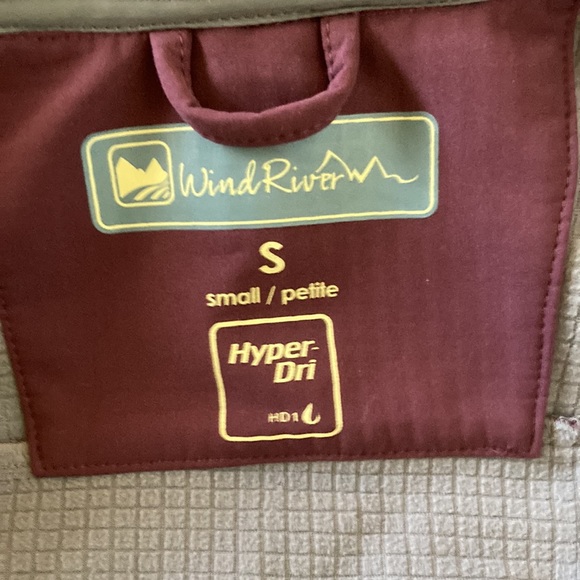 WindRiver
S
small / petite
Hyper-
Dri
HD1